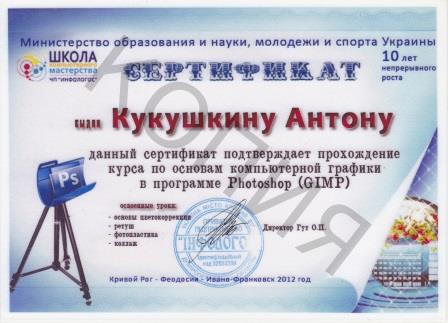 Министерство образования и науки, молодежи и спорта Украины
ШКОЛА
компьютерного
мастерства
ЧП "ИНФОЛОГОС"
10 лет
непрерывного
роста
СЕРТИФИКАТ
выдан Кукушкину Антону
данный сертификат подтверждает прохождение
курса по основам компьютерной графики
в программе Photoshop (GIMP)
Ps
освоенные уроки:
- основы цветокоррекции
- ретуш
- фотопластика
- коллаж
Директор Гут О.П.
"ІНФОЛОГОС"
КОПИЯ
Кривой Рог - Феодосия - Ивано-Франковск 2012 год